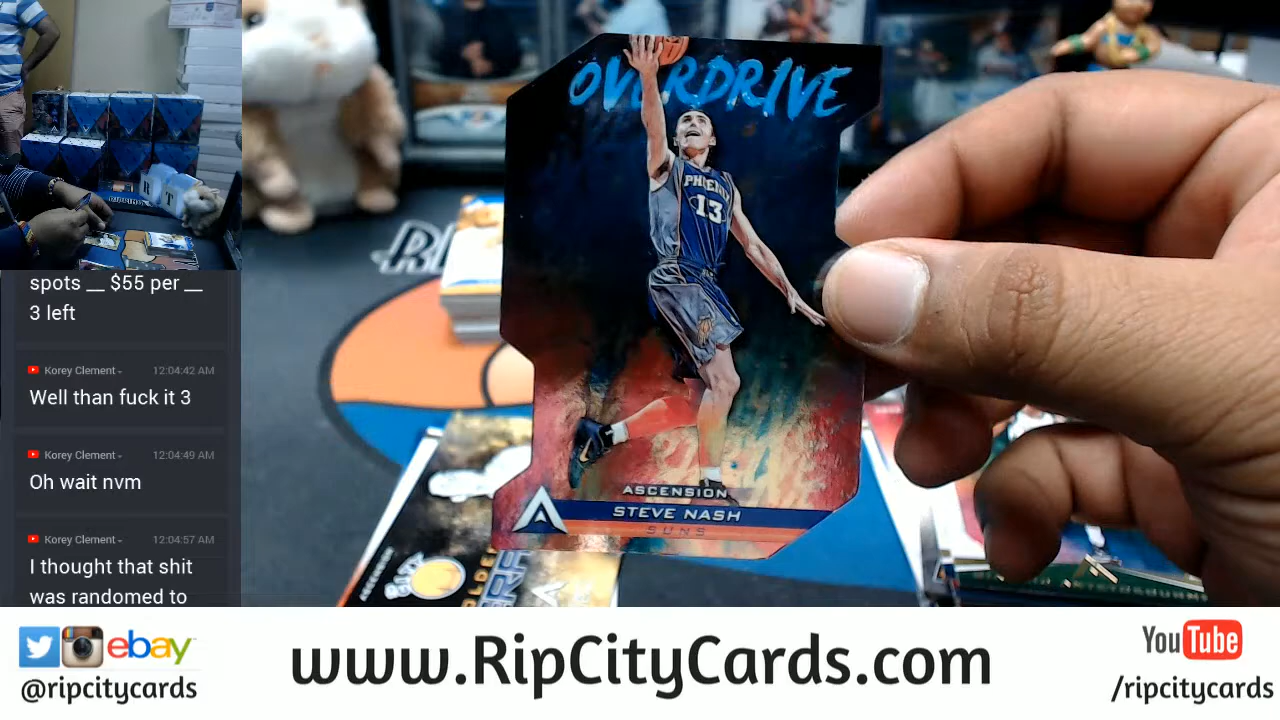 R T
spots __ $55 per __
3 left
Korey Clement
12:04:42 AM
Well than fuck it 3
Korey Clement
12:04:49 AM
Oh wait nvm
Korey Clement
12:04:57 AM
I thought that shit
was randomed to
OVERDRIVE
PHOENIX
13
ASCENSION
STEVE NASH
SUNS
ASCENSION
ebay
@ripcitycards
www.RipCityCards.com
YouTube
/ripcitycards